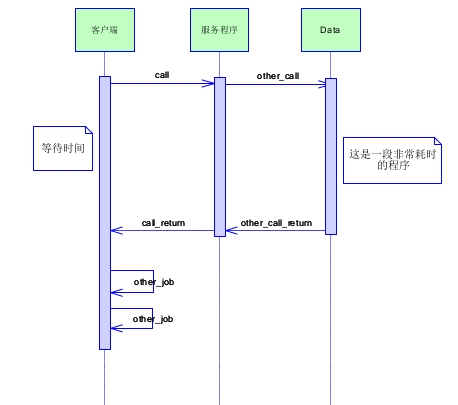 客户端
服务程序
Data
call
other_call
等待时间
这是一段非常耗时
的程序
call_return
other_call_return
other_job
other_job